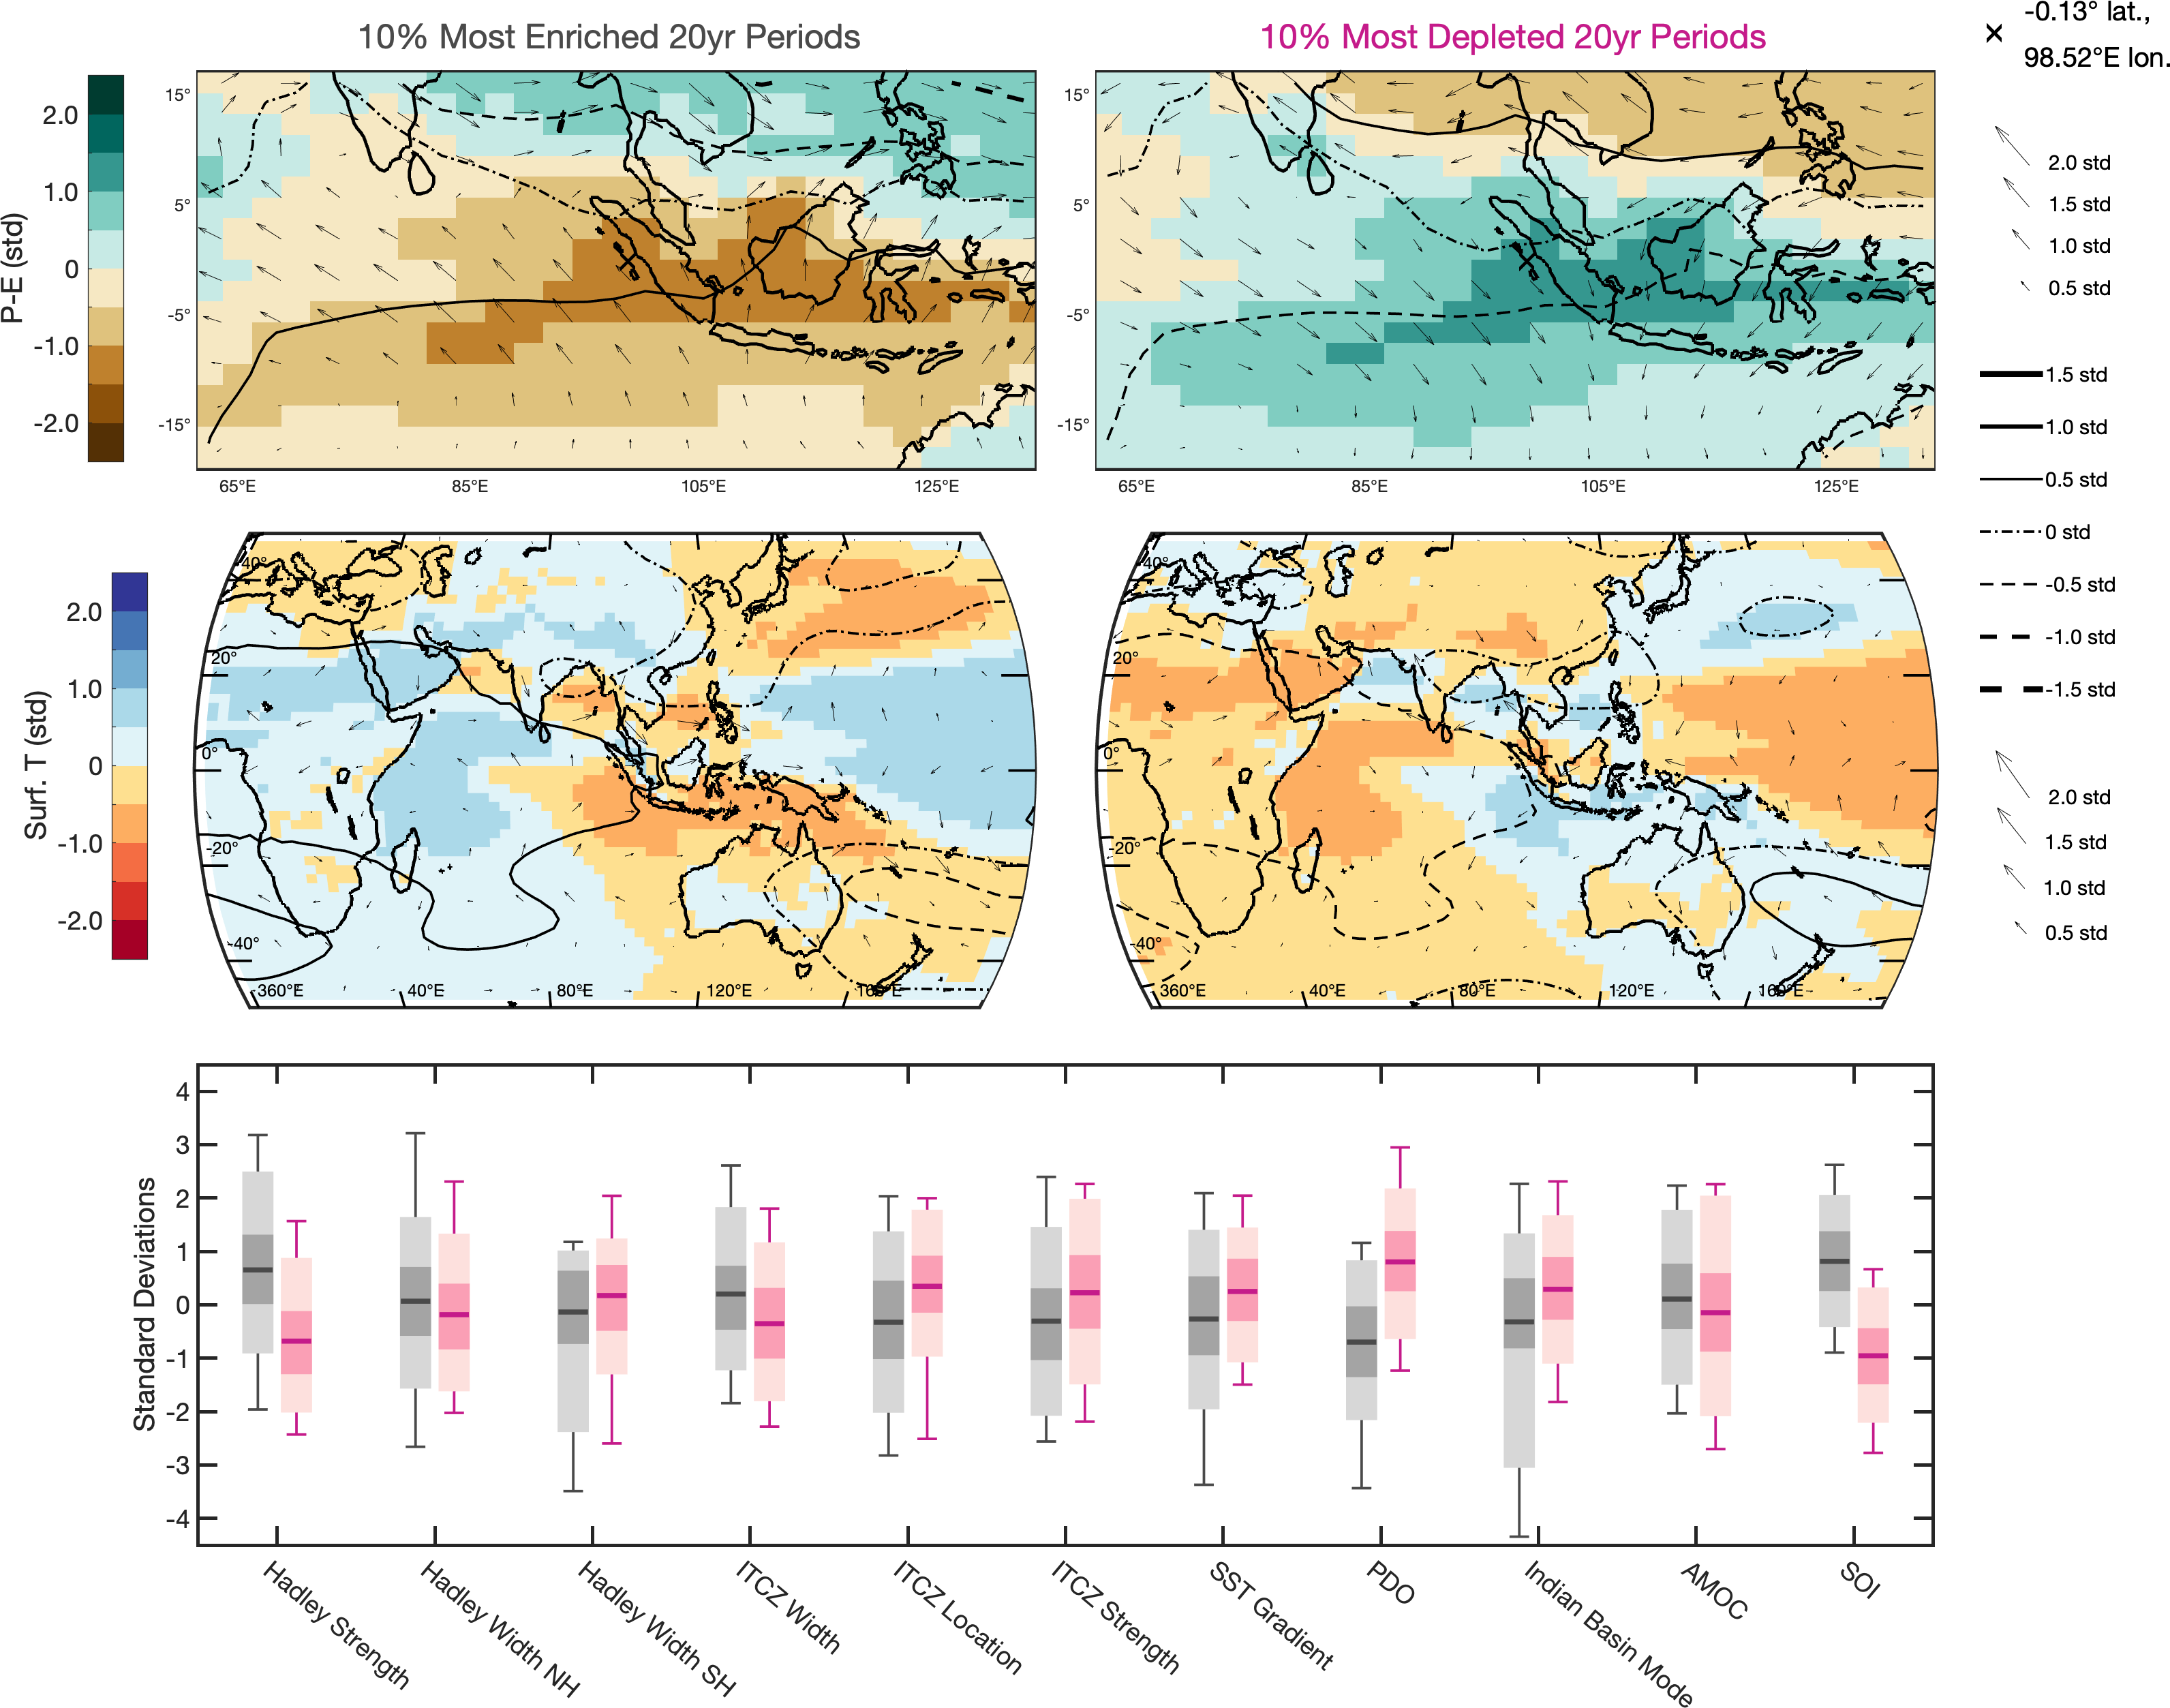 10% Most Enriched 20yr Periods
10% Most Depleted 20yr Periods
-0.13° lat.,
98.52°E lon.
P-E (std)
2.0
1.0
0
-1.0
-2.0
15°
5°
-5°
-15°
65°E
85°E
105°E
125°E
15°
5°
-5°
-15°
65°E
85°E
105°E
125°E
2.0 std
1.5 std
1.0 std
0.5 std
1.5 std
1.0 std
0.5 std
0 std
-0.5 std
-1.0 std
-1.5 std
Surf. T (std)
2.0
1.0
0
-1.0
-2.0
40°
20°
0°
-20°
-40°
360°E
40°E
80°E
120°E
160°E
40°
20°
0°
-20°
-40°
360°E
40°E
80°E
120°E
160°E
2.0 std
1.5 std
1.0 std
0.5 std
Standard Deviations
4
3
2
1
0
-1
-2
-3
-4
Hadley Strength
Hadley Width NH
Hadley Width SH
ITCZ Width
ITCZ Location
ITCZ Strength
SST Gradient
PDO
Indian Basin Mode
AMOC
SOI